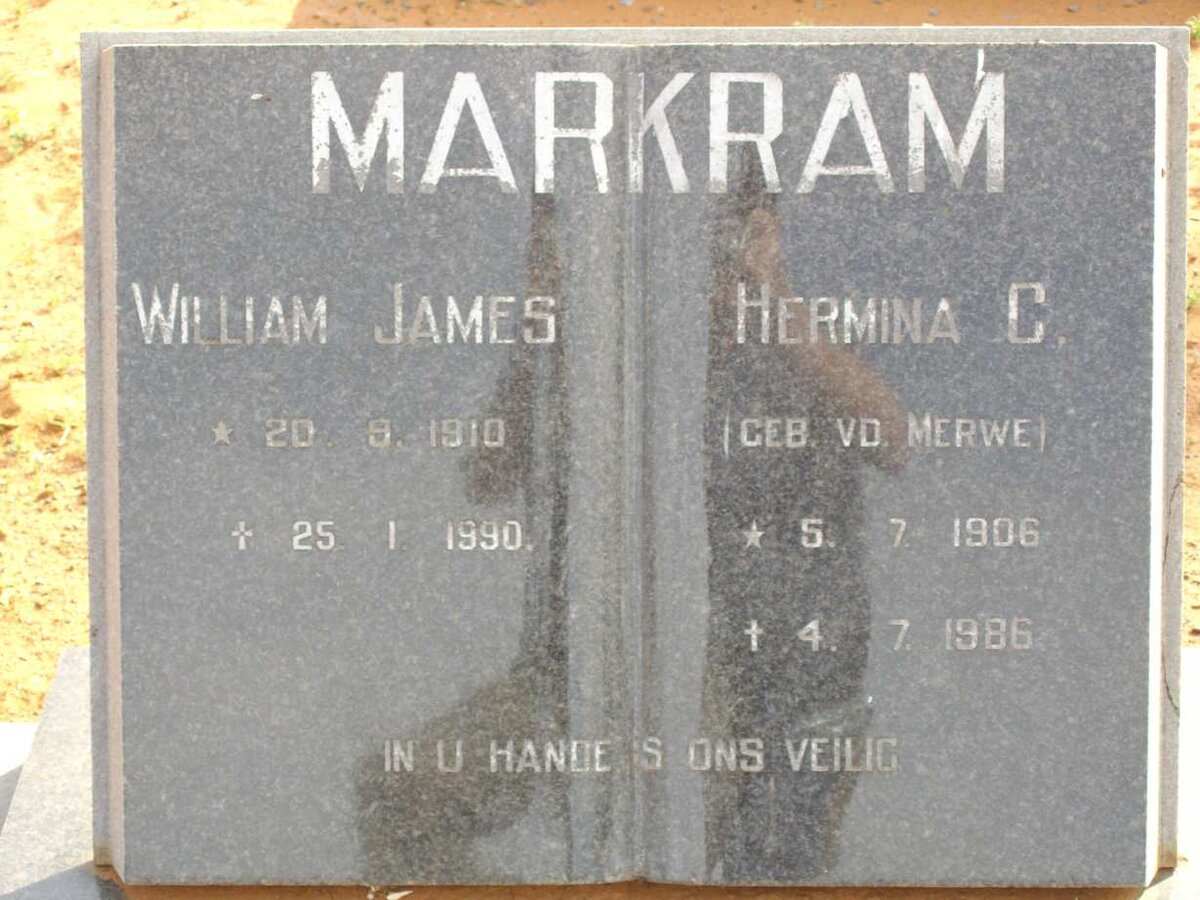 MARKRAM
WILLIAM JAMES
★ 20. 8. 1910
✝ 25. 1. 1990.
HERMINA C.
(GEB. VD. MERWE)
★ 5. 7. 1906
✝ 4. 7. 1986
IN U HANDE IS ONS VEILIG